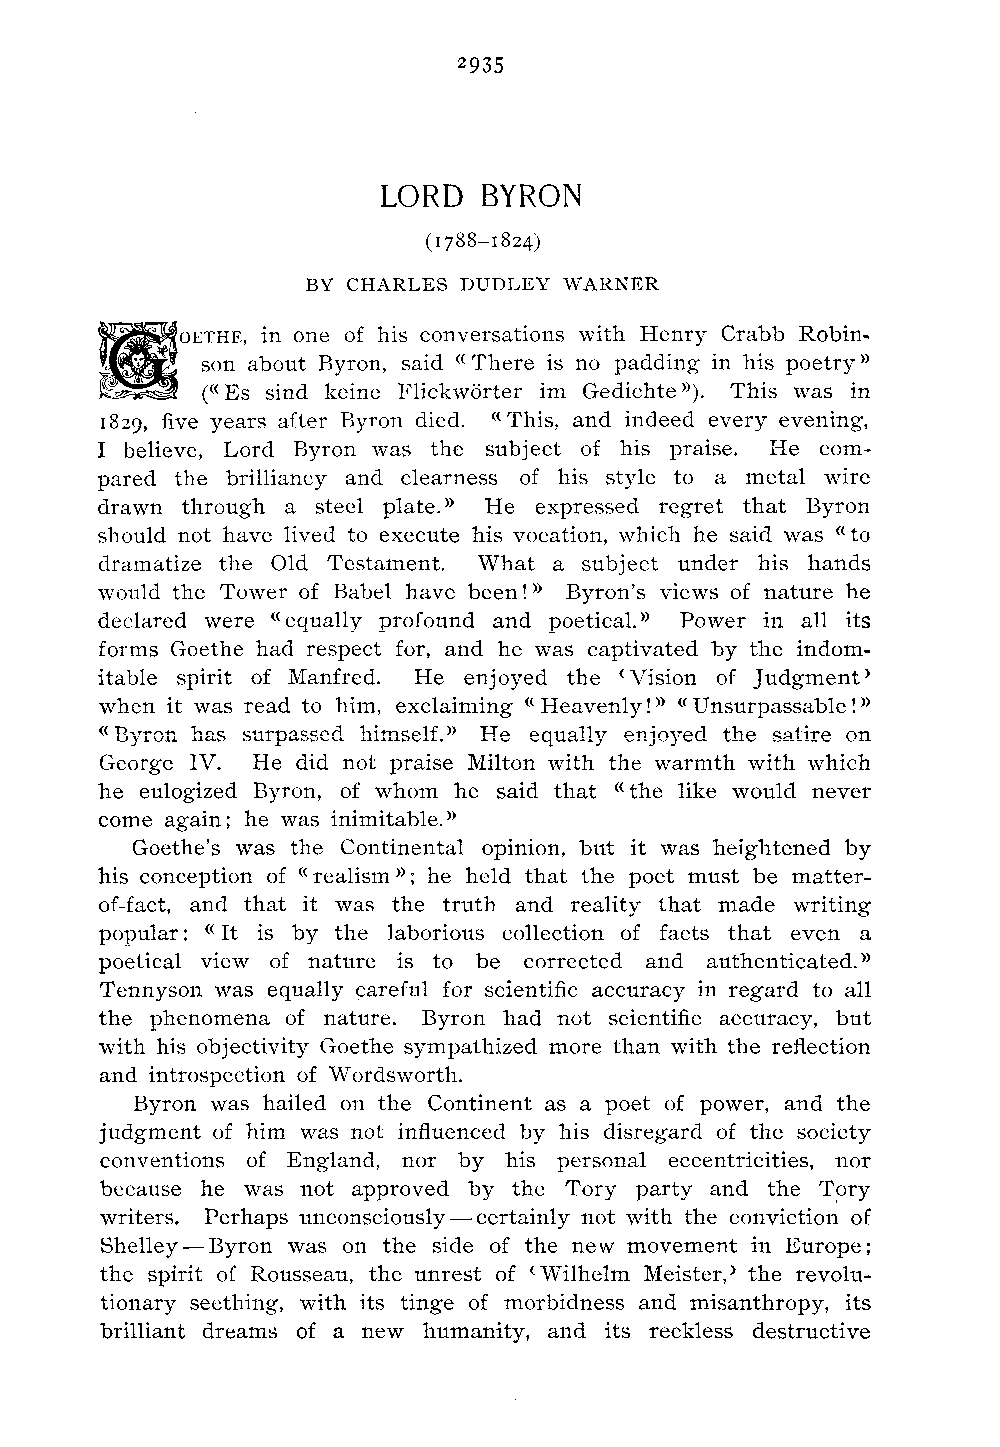 2935
LORD BYRON
(1788–1824)
BY CHARLES DUDLEY WARNER
GOETHE, in one of his conversations with Henry Crabb Robin-
son about Byron, said «There is no padding in his poetry»
(«Es sind keine Flickwörter im Gedichte»). This was in
1829, five years after Byron died. «This, and indeed every evening,
I believe, Lord Byron was the subject of his praise. He com-
pared the brilliancy and clearness of his style to a metal wire
drawn through a steel plate.» He expressed regret that Byron
should not have lived to execute his vocation, which he said was «to
dramatize the Old Testament. What a subject under his hands
would the Tower of Babel have been!» Byron's views of nature he
declared were «equally profound and poetical.» Power in all its
forms Goethe had respect for, and he was captivated by the indom-
itable spirit of Manfred. He enjoyed the ‹Vision of Judgment›
when it was read to him, exclaiming «Heavenly!» «Unsurpassable!»
«Byron has surpassed himself.» He equally enjoyed the satire on
George IV. He did not praise Milton with the warmth with which
he eulogized Byron, of whom he said that «the like would never
come again; he was inimitable.»
Goethe's was the Continental opinion, but it was heightened by
his conception of «realism»; he held that the poet must be matter-
of-fact, and that it was the truth and reality that made writing
popular: «It is by the laborious collection of facts that even a
poetical view of nature is to be corrected and authenticated.»
Tennyson was equally careful for scientific accuracy in regard to all
the phenomena of nature. Byron had not scientific accuracy, but
with his objectivity Goethe sympathized more than with the reflection
and introspection of Wordsworth.
Byron was hailed on the Continent as a poet of power, and the
judgment of him was not influenced by his disregard of the society
conventions of England, nor by his personal eccentricities, nor
because he was not approved by the Tory party and the Tory
writers. Perhaps unconsciously—certainly not with the conviction of
Shelley—Byron was on the side of the new movement in Europe;
the spirit of Rousseau, the unrest of ‹Wilhelm Meister,› the revolu-
tionary seething, with its tinge of morbidness and misanthropy, its
brilliant dreams of a new humanity, and its reckless destructive